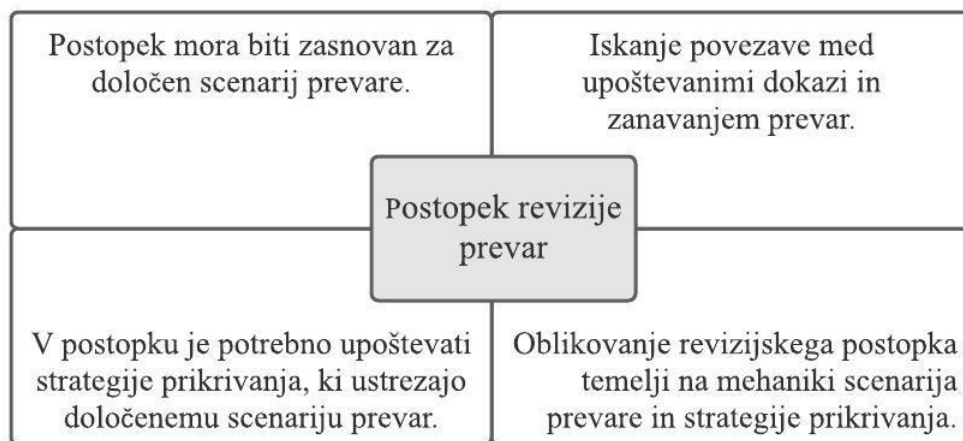 Postopek mora biti zasnovan za
določen scenarij prevare.
Iskanje povezave med
upoštevanimi dokazi in
zanavanjem prevar.
Postopek revizije
prevar
V postopku je potrebno upoštevati
strategije prikrivanja, ki ustrezajo
določenemu scenariju prevar.
Oblikovanje revizijskega postopka
temelji na mehaniki scenarija
prevare in strategije prikrivanja.